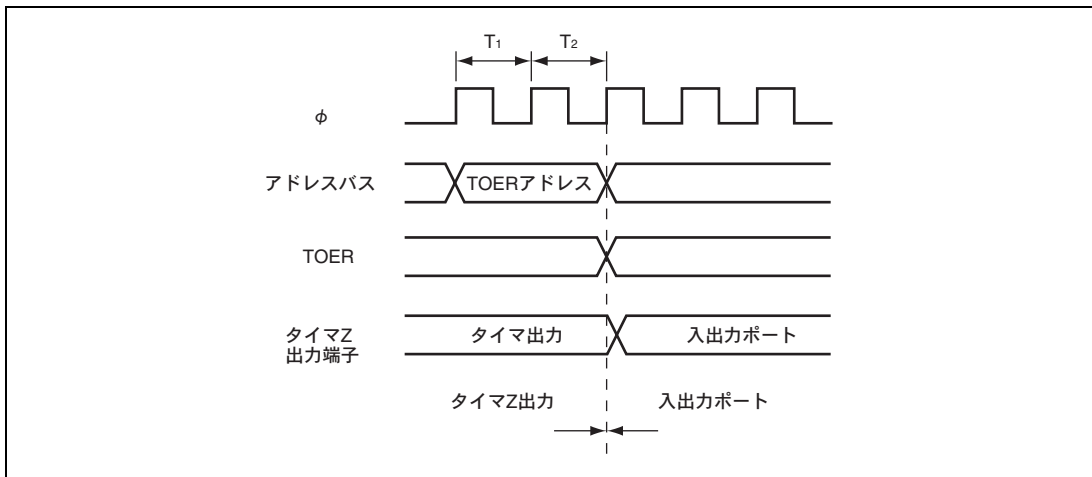 T1 T2
φ
アドレスバス TOERアドレス
TOER
タイマZ
出力端子 タイマ出力 入出力ポート
タイマZ出力 入出力ポート